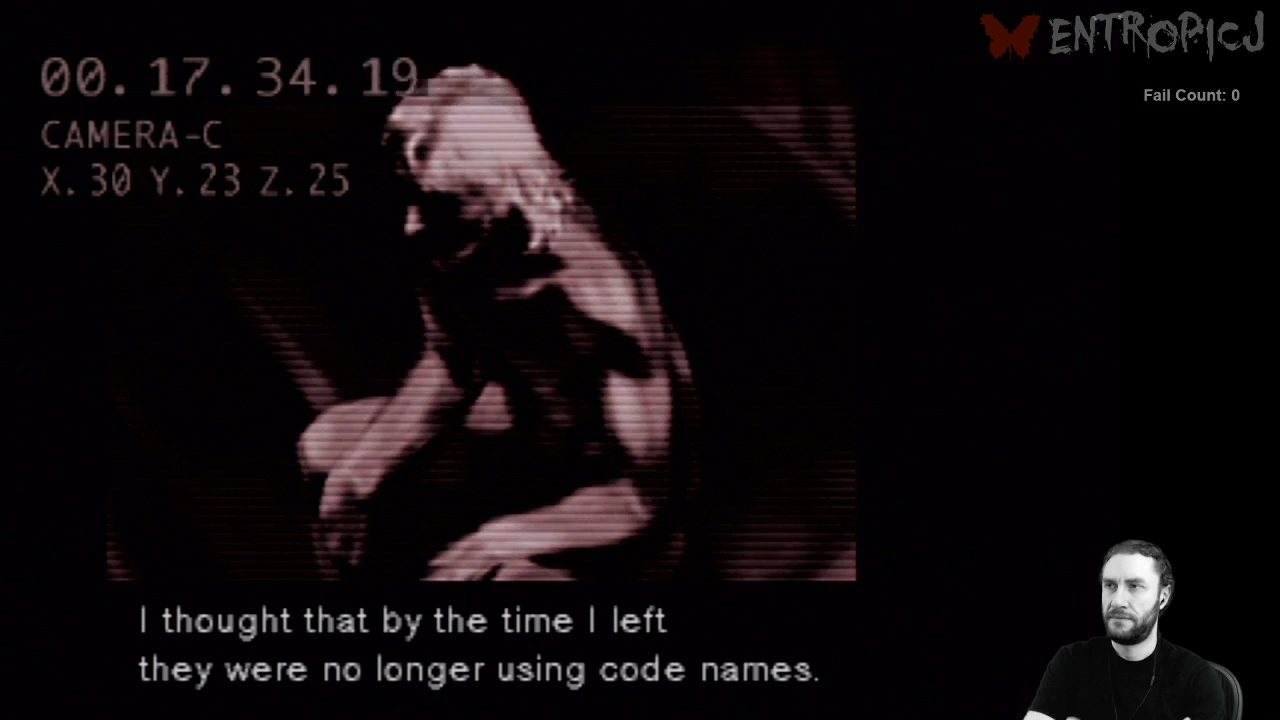 ENTROPICJ
Fail Count: 0
00. 17. 34. 19
CAMERA-C
X. 30 Y. 23 Z. 25
I thought that by the time I left
they were no longer using code names.